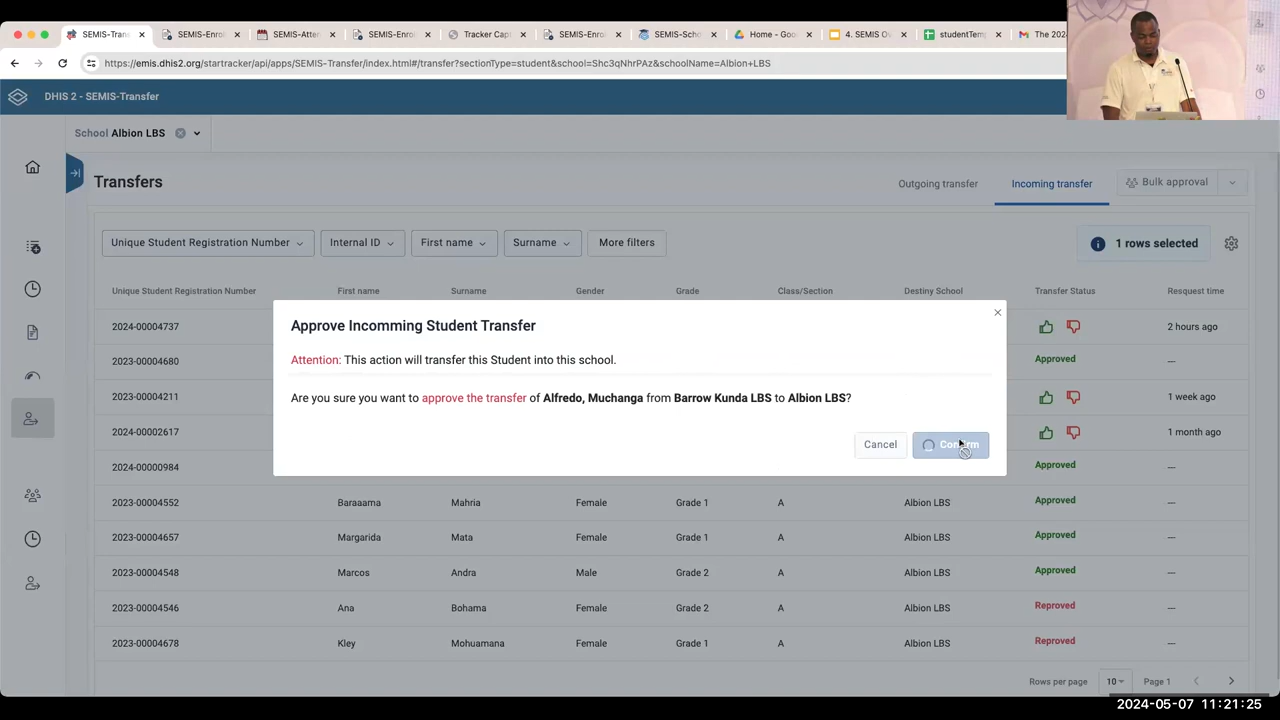 SEMIS-Trans
SEMIS-Enro
SEMIS-Atte
SEMIS-Enro
Tracker Cap
SEMIS-Enro
SEMIS-Scho
Home - Goo
4. SEMIS Ov
studentTem
The 202
https://emis.dhis2.org/startracker/api/apps/SEMIS-Transfer/index.html#/transfer?sectionType=student&school=Shc3qNhrPAz&schoolName=Albion+LBS
DHIS 2 - SEMIS-Transfer
School Albion LBS
Transfers
Outgoing transfer
Incoming transfer
Bulk approval
Unique Student Registration Number
Internal ID
First name
Surname
More filters
1 rows selected
Unique Student Registration Number First name Surname Gender Grade Class/Section Destiny School Transfer Status Resquest time
2024-00004737 2 hours ago
2023-00004680 Approved —
2023-00004211 1 week ago
2024-00002617 1 month ago
2024-00000984 Approved —
Approve Incomming Student Transfer
Attention: This action will transfer this Student into this school.
Are you sure you want to approve the transfer of Alfredo, Muchanga from Barrow Kunda LBS to Albion LBS?
Cancel
Confirm
2023-00004552 Baraaama Mahria Female Grade 1 A Albion LBS Approved —
2023-00004657 Margarida Mata Female Grade 1 A Albion LBS Approved —
2023-00004548 Marcos Andra Male Grade 2 A Albion LBS Approved —
2023-00004546 Ana Bohama Female Grade 2 A Albion LBS Reproved —
2023-00004678 Kley Mohuamana Female Grade 1 A Albion LBS Reproved —
Rows per page 10 Page 1
2024-05-07 11:21:25